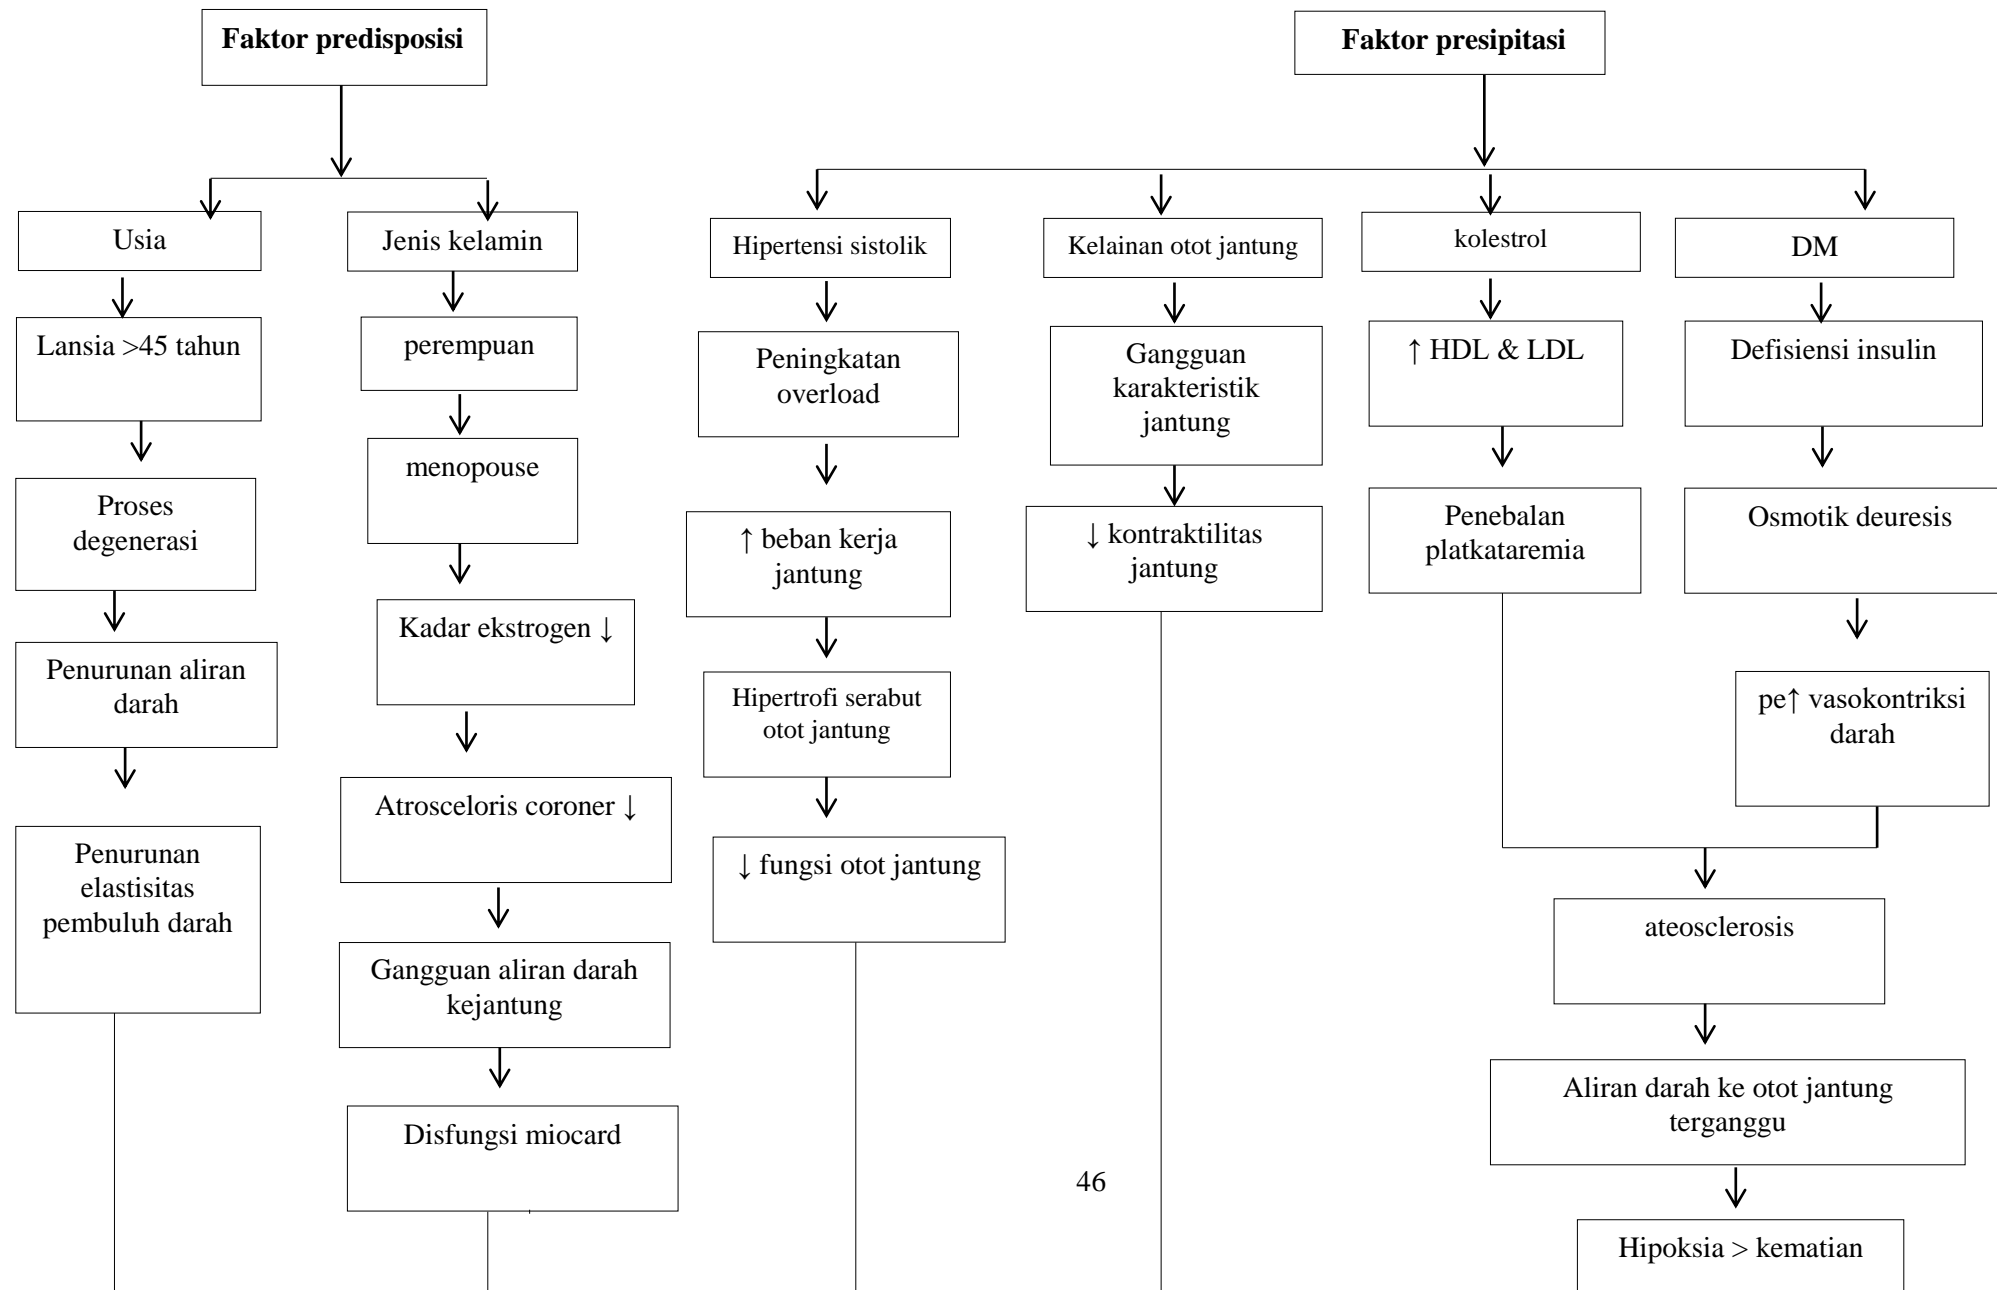 Faktor predisposisi
Faktor presipitasi
Usia
Jenis kelamin
Hipertensi sistolik
Kelainan otot jantung
kolestrol
DM
Lansia >45 tahun
perempuan
Peningkatan
overload
Gangguan
karakteristik
jantung
↑ HDL & LDL
Defisiensi insulin
menopouse
Proses
degenerasi
↑ beban kerja
jantung
↓ kontraktilitas
jantung
Penebalan
platkataremia
Osmotik deuresis
Kadar ekstrogen ↓
Penurunan aliran
darah
Hipertrofi serabut
otot jantung
pe↑ vasokontriksi
darah
Atrosceloris coroner ↓
Penurunan
elastisitas
pembuluh darah
↓ fungsi otot jantung
ateosclerosis
Gangguan aliran darah
kejantung
Aliran darah ke otot jantung
terganggu
Disfungsi miocard
46
Hipoksia > kematian